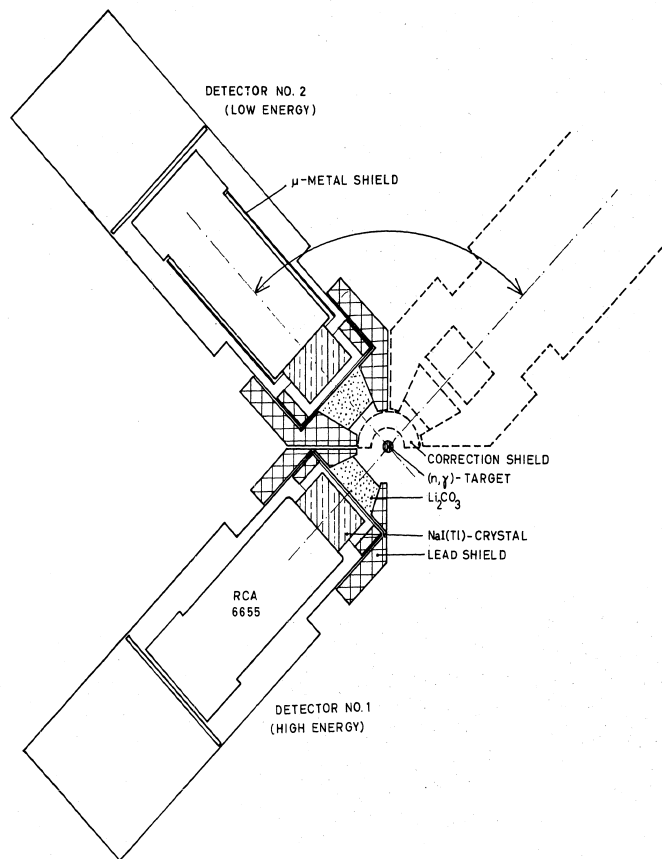 DETECTOR NO. 2
(LOW ENERGY)
μ-METAL SHIELD
CORRECTION SHIELD
(n,γ)-TARGET
Li₂CO₃
NaI(Tl)-CRYSTAL
LEAD SHIELD
RCA
6655
DETECTOR NO.1
(HIGH ENERGY)